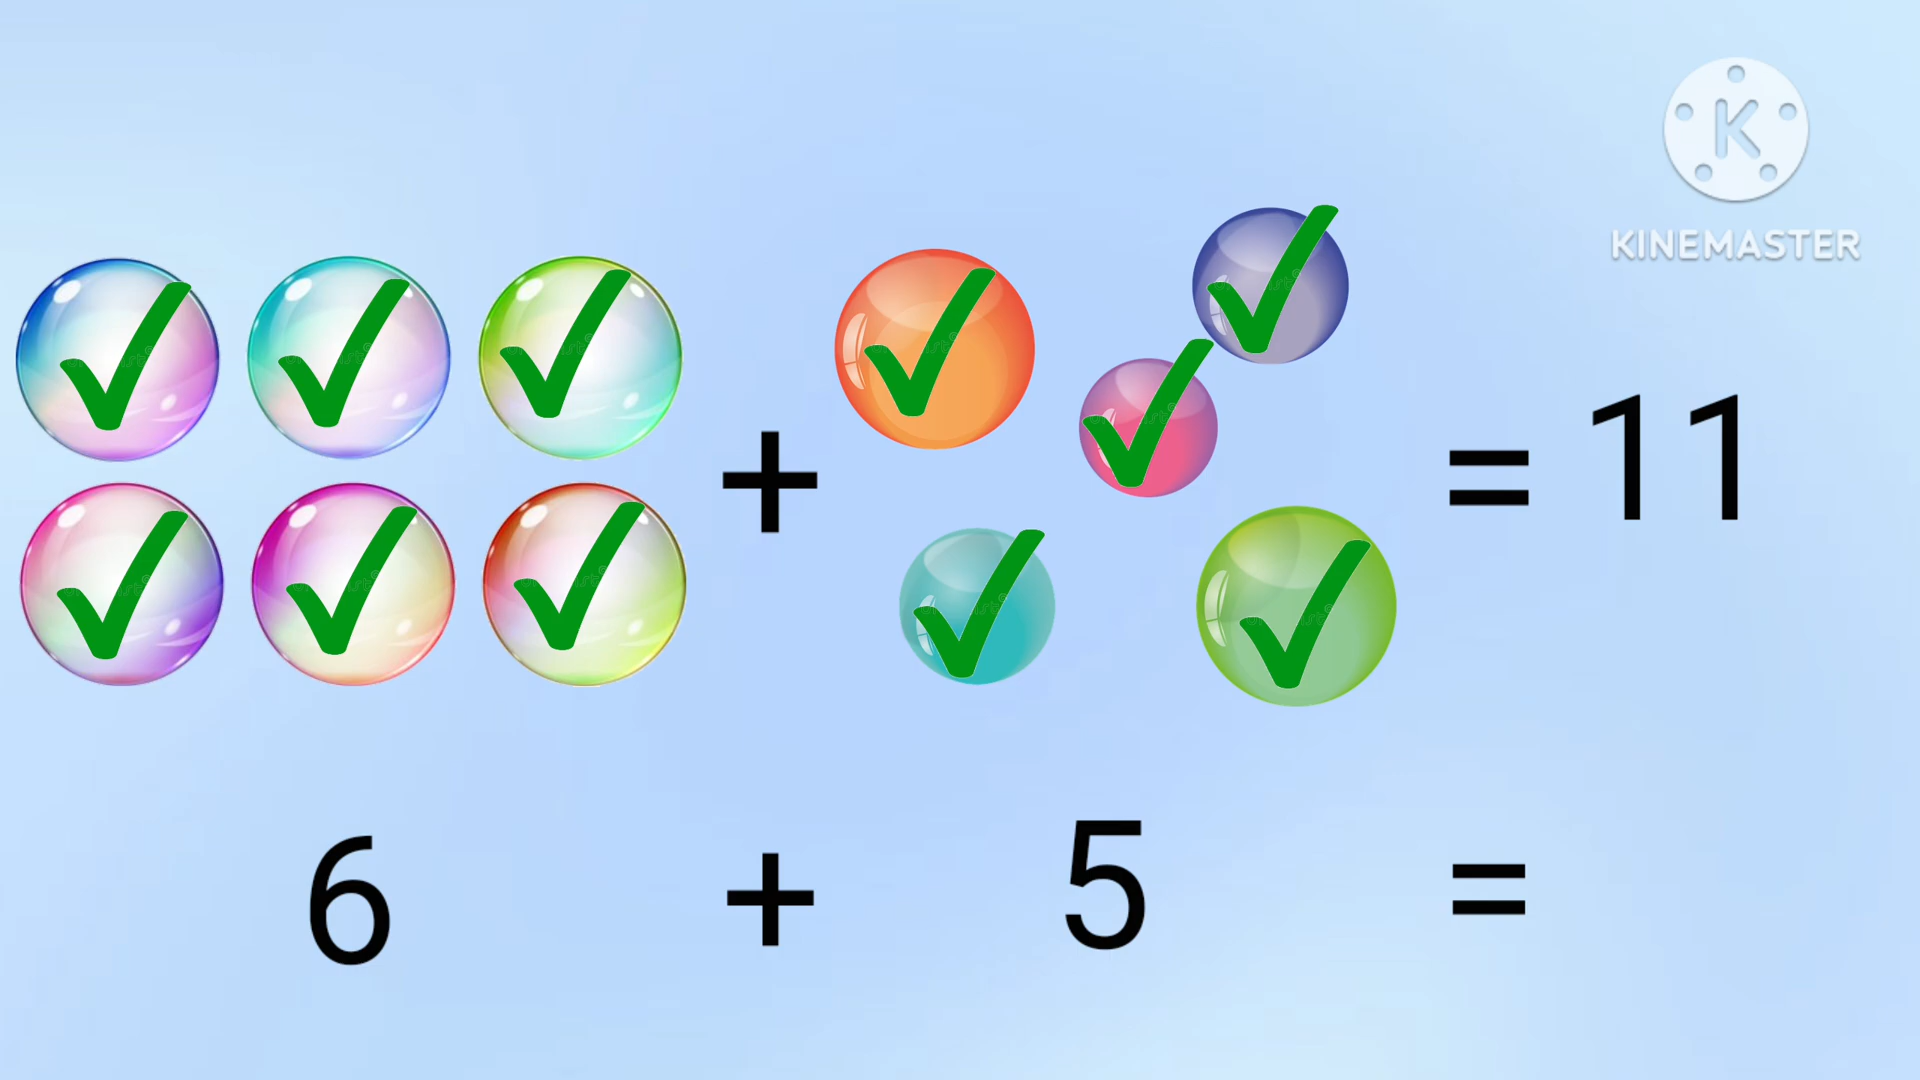 K
KINEMASTER
+ = 11
6 + 5 =